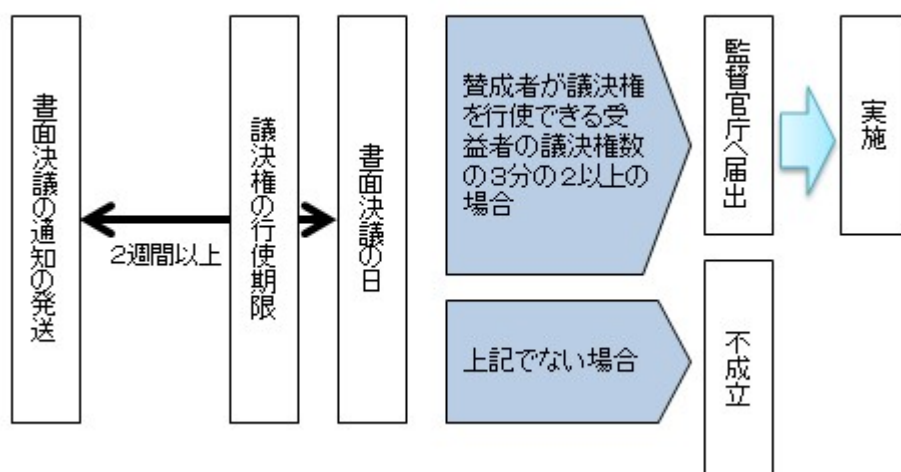 書面決議の通知の発送
2週間以上
議決権の行使期限
書面決議の日
賛成者が議決権
を行使できる受
益者の議決権数
の3分の2以上の
場合
監督官庁へ届出
実施
上記でない場合
不成立